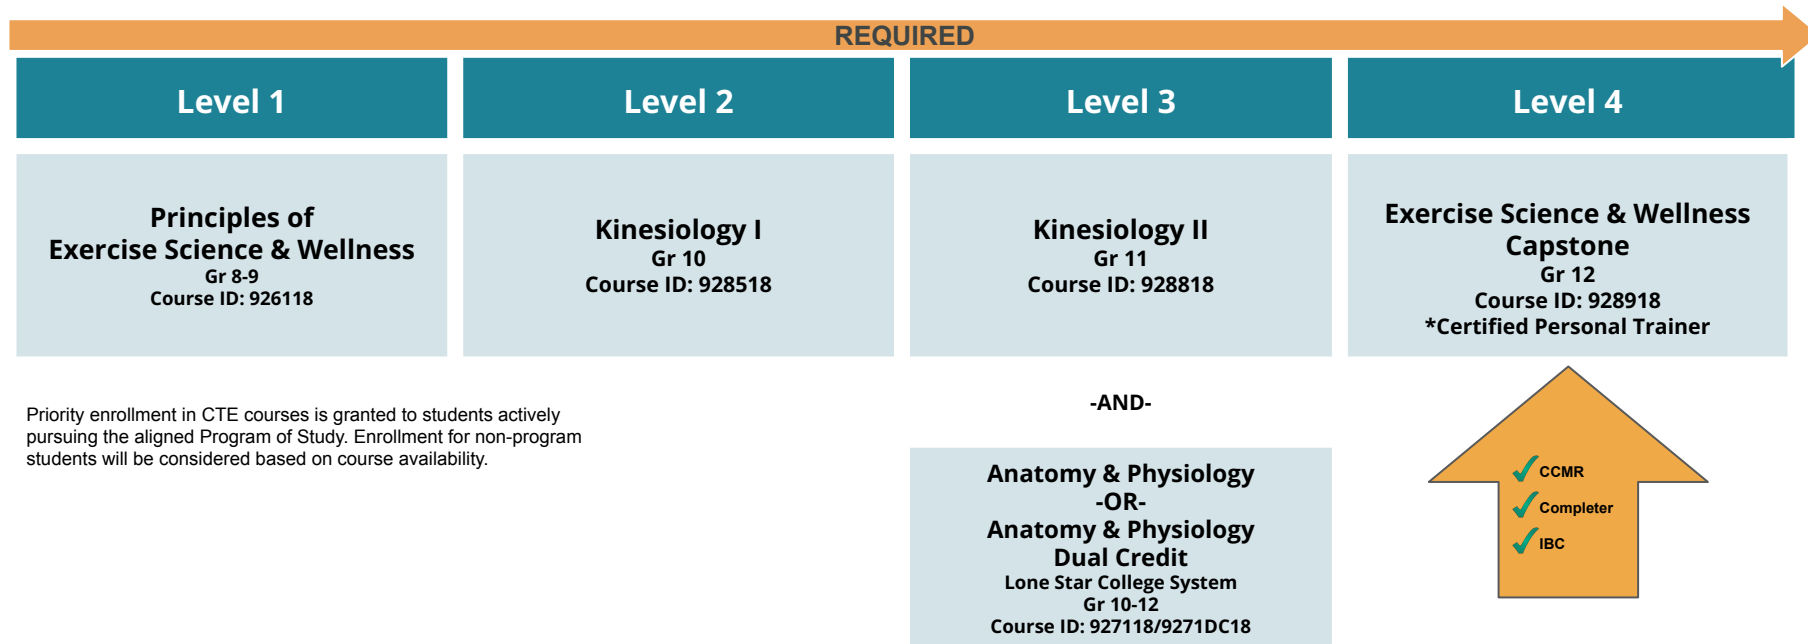 REQUIRED
Level 1
Level 2
Level 3
Level 4
Principles of
Exercise Science & Wellness
Gr 8-9
Course ID: 926118
Kinesiology I
Gr 10
Course ID: 928518
Kinesiology II
Gr 11
Course ID: 928818
Exercise Science & Wellness
Capstone
Gr 12
Course ID: 928918
*Certified Personal Trainer
Priority enrollment in CTE courses is granted to students actively
pursuing the aligned Program of Study. Enrollment for non-program
students will be considered based on course availability.
-AND-
Anatomy & Physiology
-OR-
Anatomy & Physiology
Dual Credit
Lone Star College System
Gr 10-12
Course ID: 927118/9271DC18
CCMR
Completer
IBC